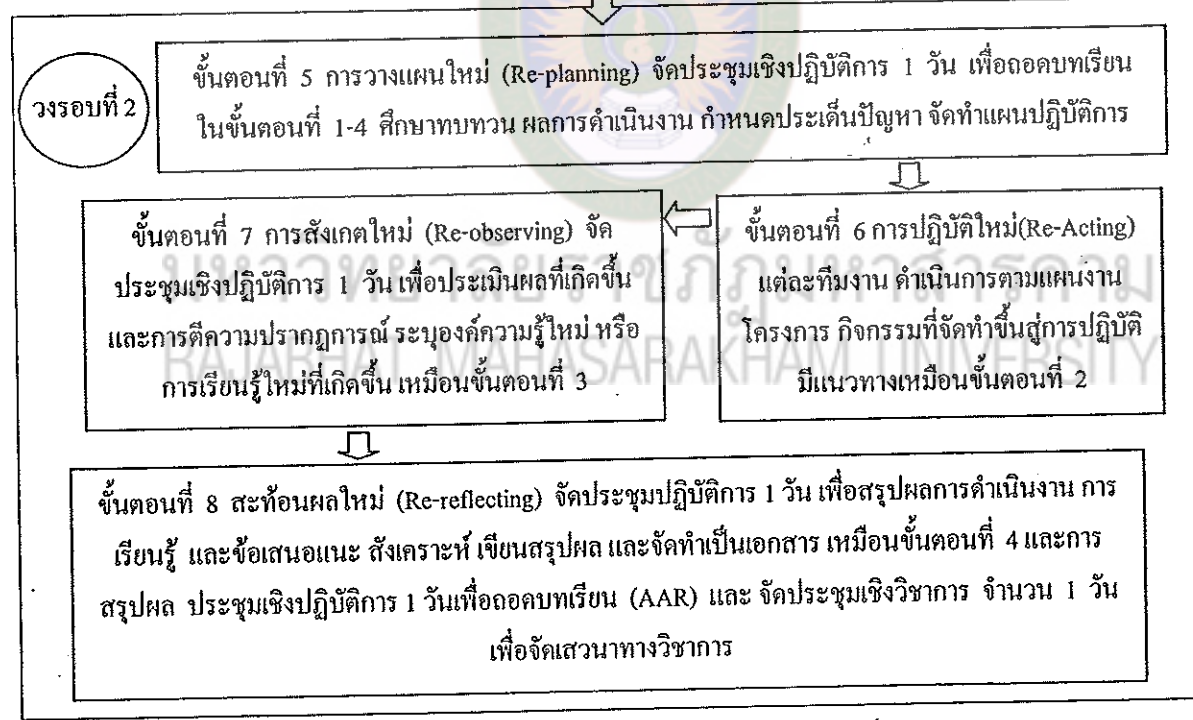 วงรอบที่ 2
ขั้นตอนที่ 5 การวางแผนใหม่ (Re-planning) จัดประชุมเชิงปฏิบัติการ 1 วัน เพื่อถอดบทเรียน
ในขั้นตอนที่ 1-4 ศึกษาทบทวน ผลการดำเนินงาน กำหนดประเด็นปัญหา จัดทำแผนปฏิบัติการ
ขั้นตอนที่ 6 การปฏิบัติใหม่(Re-Acting)
แต่ละทีมงาน ดำเนินการตามแผนงาน
โครงการ กิจกรรมที่จัดทำขึ้นสู่การปฏิบัติ
มีแนวทางเหมือนขั้นตอนที่ 2
ขั้นตอนที่ 7 การสังเกตใหม่ (Re-observing) จัด
ประชุมเชิงปฏิบัติการ 1 วัน เพื่อประเมินผลที่เกิดขึ้น
และการตีความปรากฏการณ์ ระบุองค์ความรู้ใหม่ หรือ
การเรียนรู้ใหม่ที่เกิดขึ้น เหมือนขั้นตอนที่ 3
ขั้นตอนที่ 8 สะท้อนผลใหม่ (Re-reflecting) จัดประชุมปฏิบัติการ 1 วัน เพื่อสรุปผลการดำเนินงาน การ
เรียนรู้ และข้อเสนอแนะ สังเคราะห์ เขียนสรุปผล และจัดทำเป็นเอกสาร เหมือนขั้นตอนที่ 4 และการ
สรุปผล ประชุมเชิงปฏิบัติการ 1 วันเพื่อถอดบทเรียน (AAR) และ จัดประชุมเชิงวิชาการ จำนวน 1 วัน
เพื่อจัดเสวนาทางวิชาการ
มหาวิทยาลัยราชภัฏมหาสารคาม
RAJABHAT MAHASARAKHAM UNIVERSITY